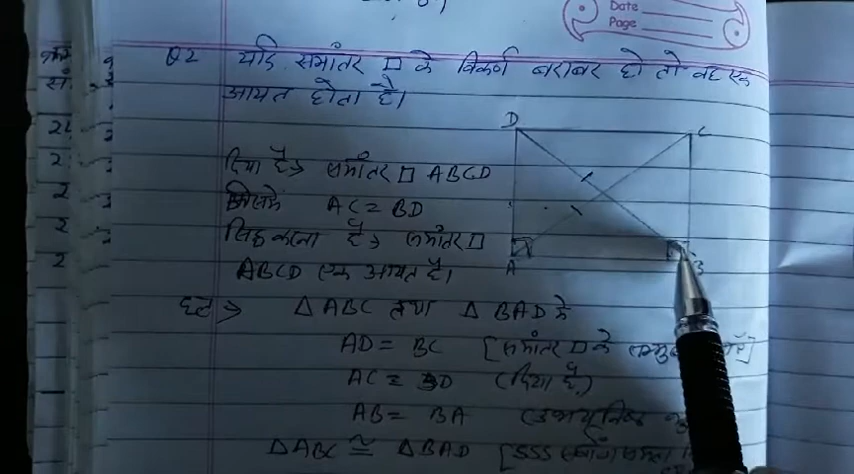 Date
Page
Q2 यदि समांतर □ के विकर्ण बराबर हो तो वह एक
आयत होता है।
दिया है⇒ समांतर □ ABCD
जिसके AC = BD
सिद्ध करना है⇒ समांतर □
ABCD एक आयत है।
D C
A B
हल ⇒ △ ABC तथा △ BAD में
AD = BC [समांतर □ के
AC = BD (दिया है)
AB = BA (उभयनिष्ठ
△ABC ≅ △BAD [SSS